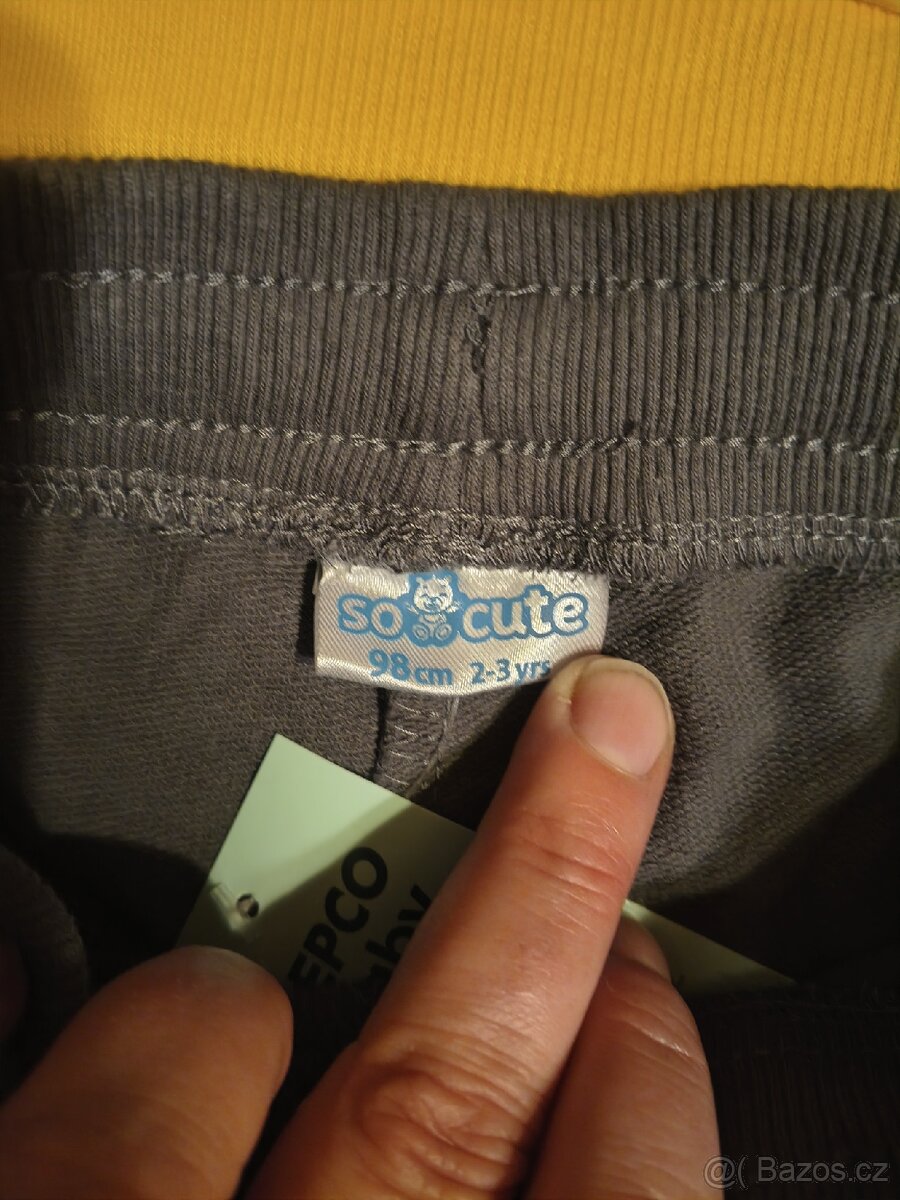 so cute
98cm 2-3 yrs
EPCO
aby
@( Bazos.cz